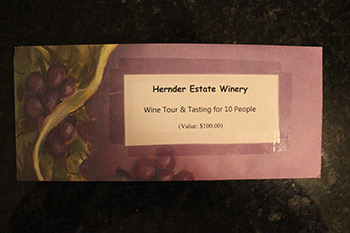 Hernder Estate Winery
Wine Tour & Tasting for 10 People
(Value: $100.00)